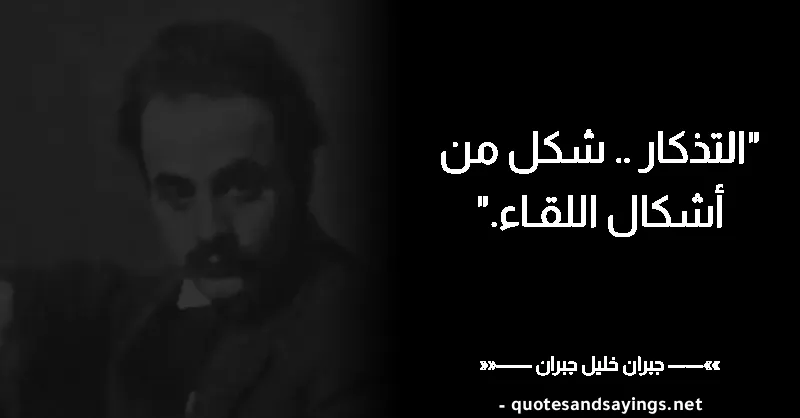 "التذكار .. شكل من
أشكال اللقاء."
»»—— جبران خليل جبران ——««
- quotesandsayings.net